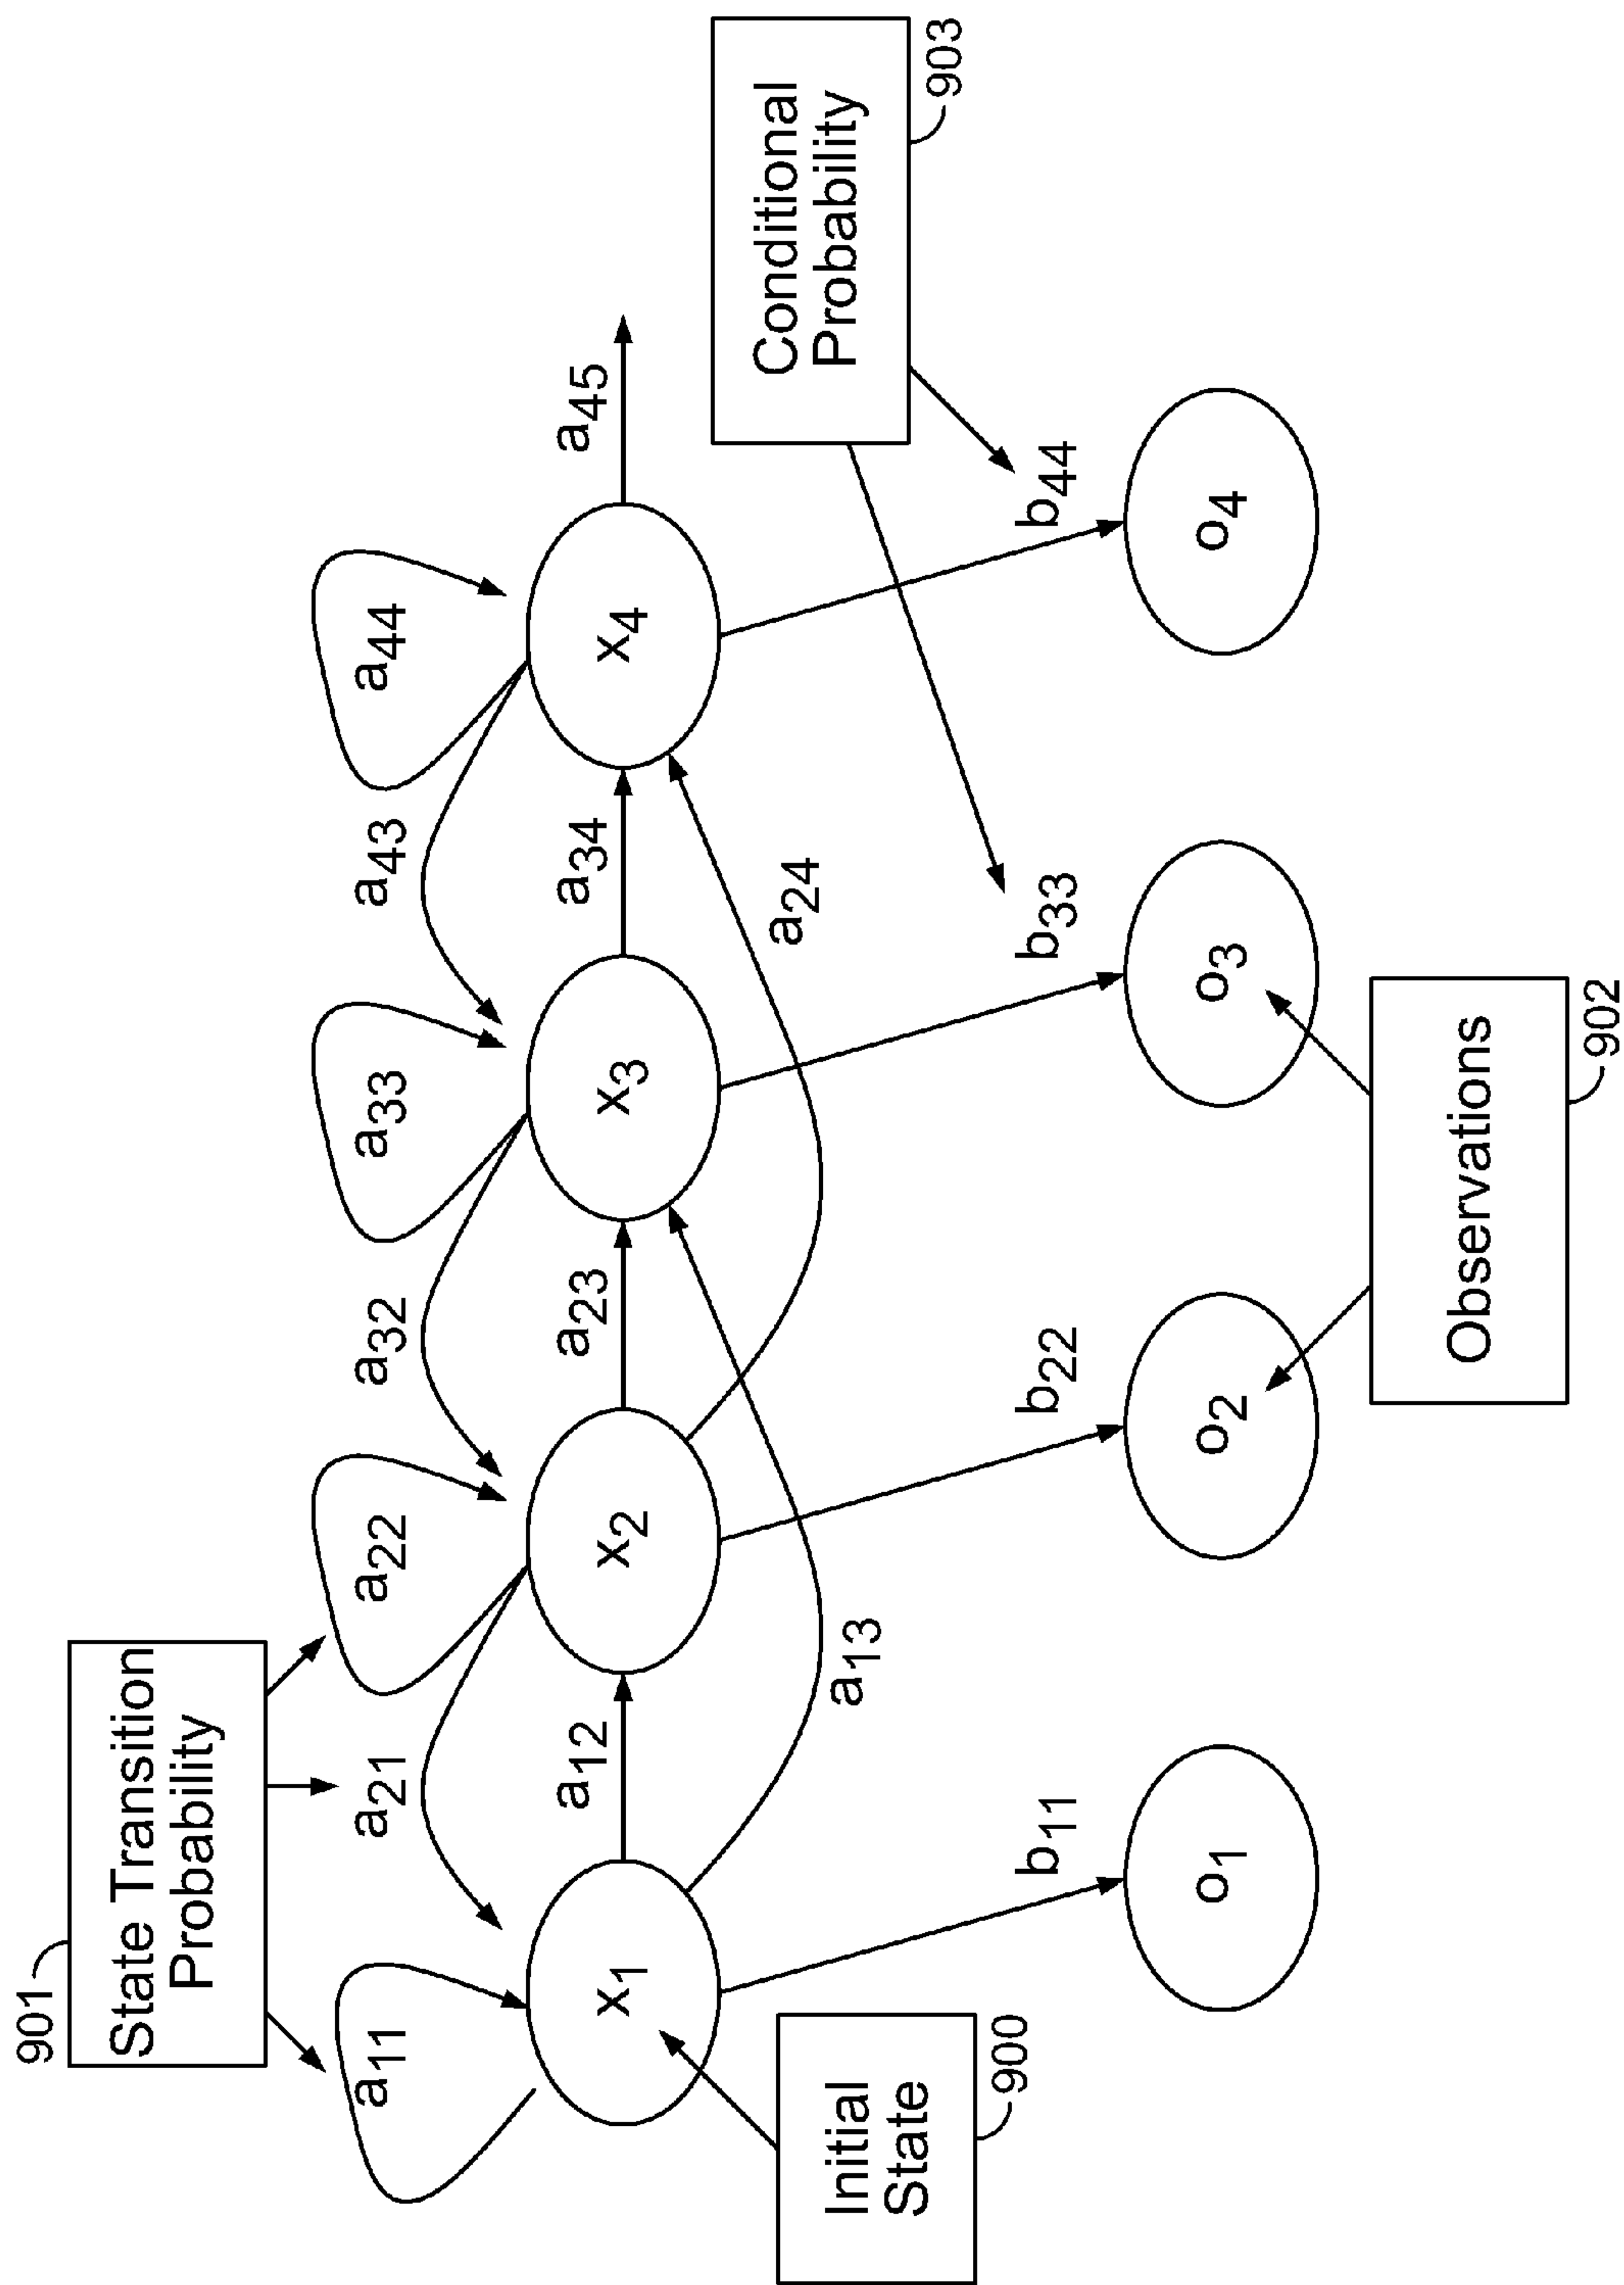 901
State Transition
Probability
a11
a21
a22
a32
a33
a43
a44
x1
a12
x2
a23
x3
a34
x4
a45
Initial
State
900
a13
a24
Conditional
Probability
903
b11
b22
b33
b44
o1
o2
o3
o4
Observations
902